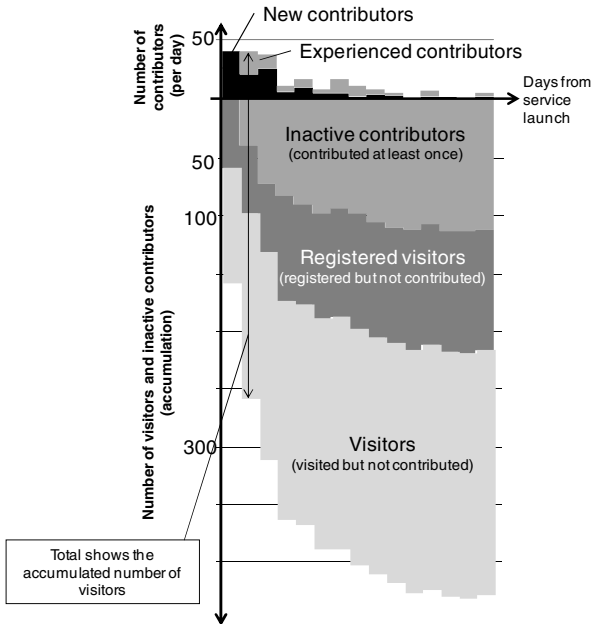 New contributors
50
Experienced contributors
Number of
contributors
(per day)
Days from
service
launch
Inactive contributors
(contributed at least once)
50
100
Registered visitors
(registered but not contributed)
Number of visitors and inactive contributors
(accumulation)
300
Visitors
(visited but not contributed)
Total shows the
accumulated number of
visitors